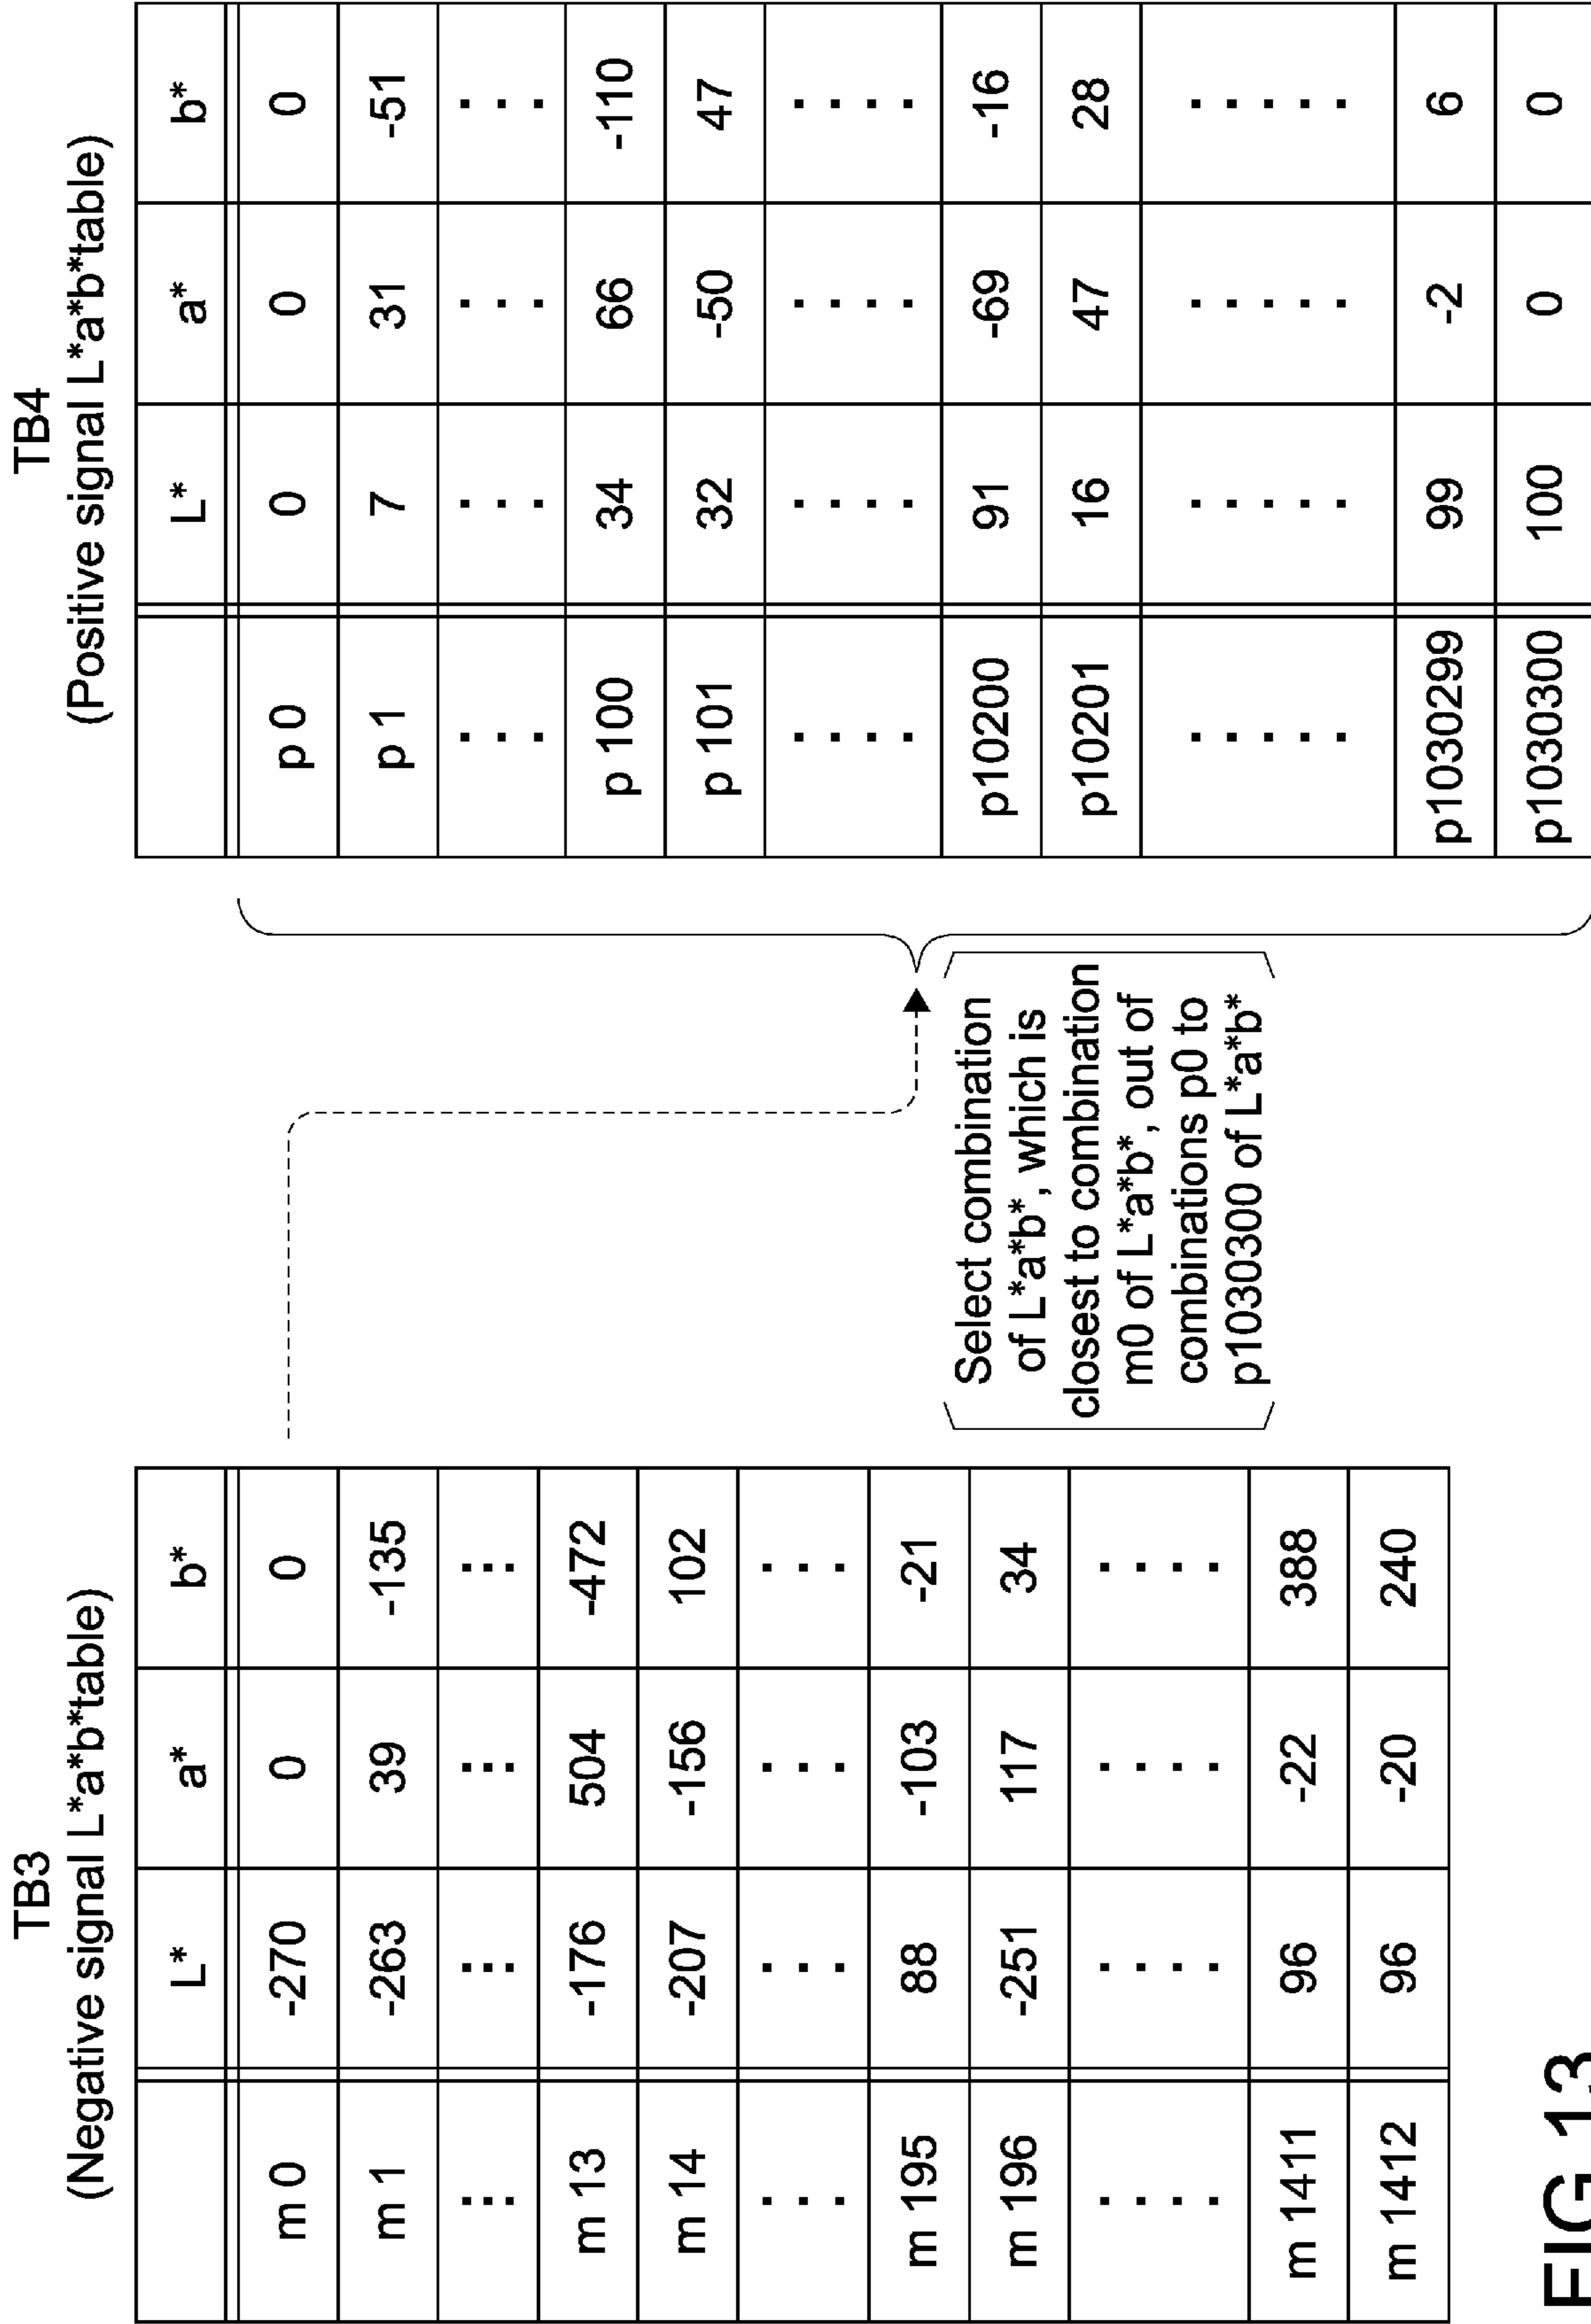 TB3
(Negative signal L*a*b*table)
L* a* b*
m 0 -270 0 0
m 1 -263 39 -135
... ... ... ...
m 13 -176 504 -472
m 14 -207 -156 102
. . . . . . . . . . . .
m 195 88 -103 -21
m 196 -251 117 34
. . . . . . . . . . . . . . . .
m 1411 96 -22 388
m 1412 96 -20 240
Select combination
of L*a*b*, which is
closest to combination
m0 of L*a*b*, out of
combinations p0 to
p1030300 of L*a*b*
TB4
(Positive signal L*a*b*table)
L* a* b*
p 0 0 0 0
p 1 7 31 -51
. . . . . . . . . . . .
p 100 34 66 -110
p 101 32 -50 47
. . . . . . . . . . . . . . . .
p10200 91 -69 -16
p10201 16 47 28
. . . . . . . . . . . . . . . . . . . .
p1030299 99 -2 6
p1030300 100 0 0
FIG.13